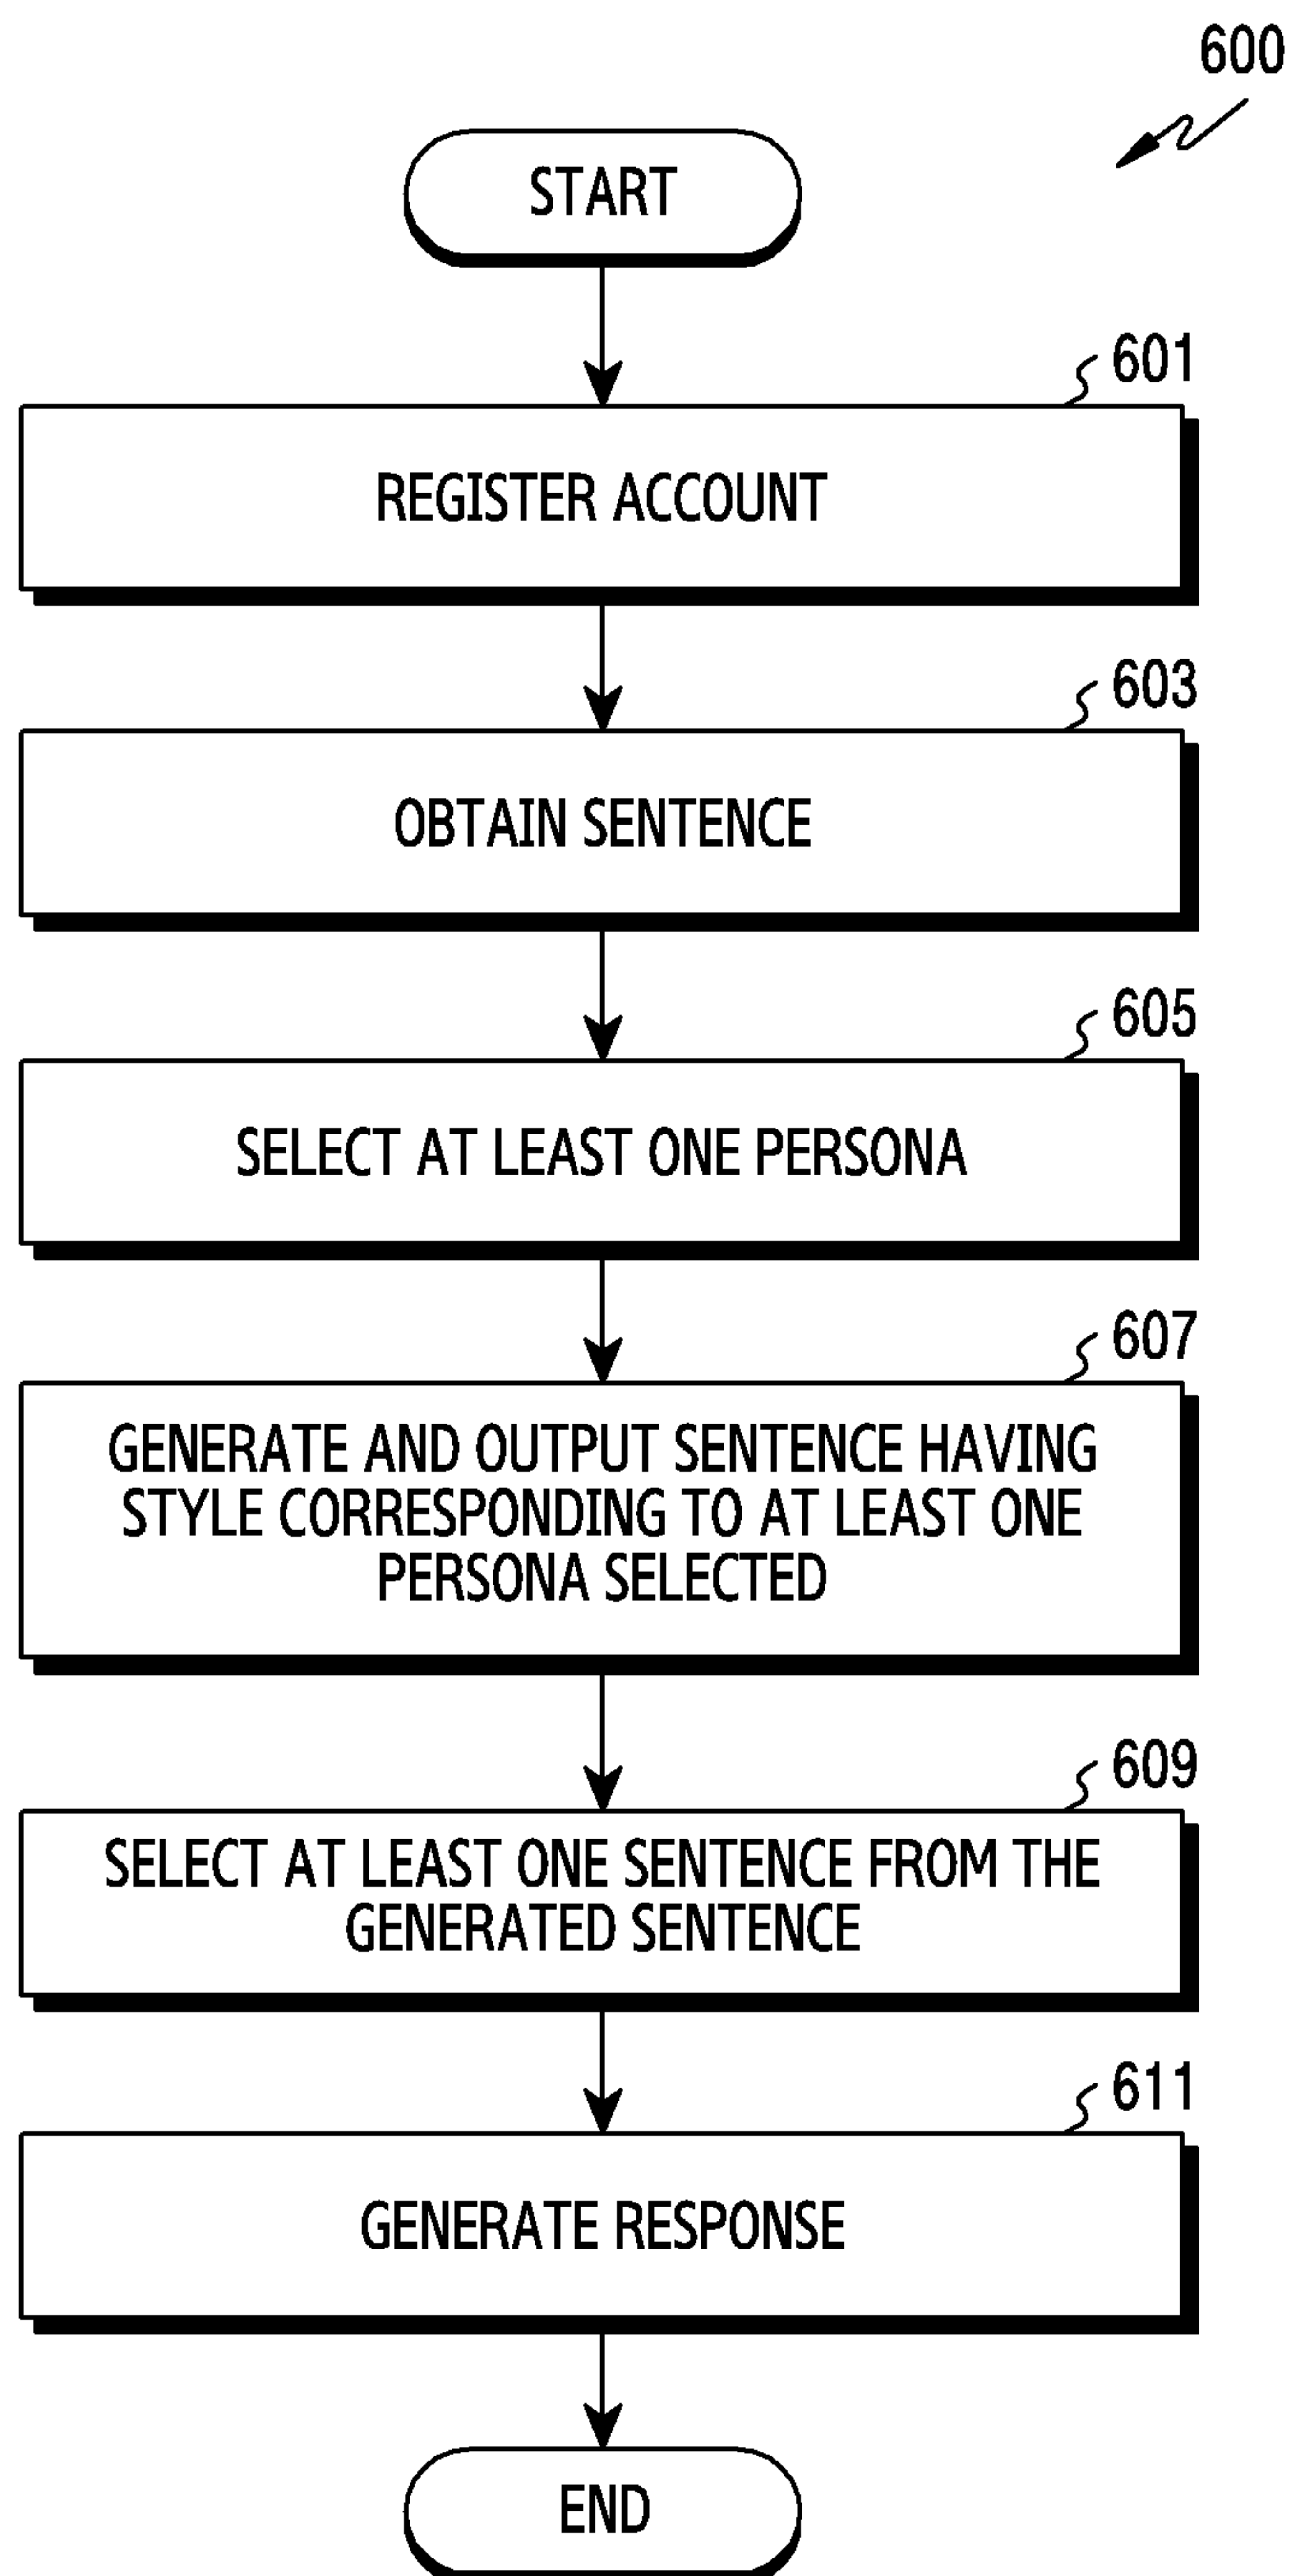 600
START
601
REGISTER ACCOUNT
603
OBTAIN SENTENCE
605
SELECT AT LEAST ONE PERSONA
607
GENERATE AND OUTPUT SENTENCE HAVING
STYLE CORRESPONDING TO AT LEAST ONE
PERSONA SELECTED
609
SELECT AT LEAST ONE SENTENCE FROM THE
GENERATED SENTENCE
611
GENERATE RESPONSE
END